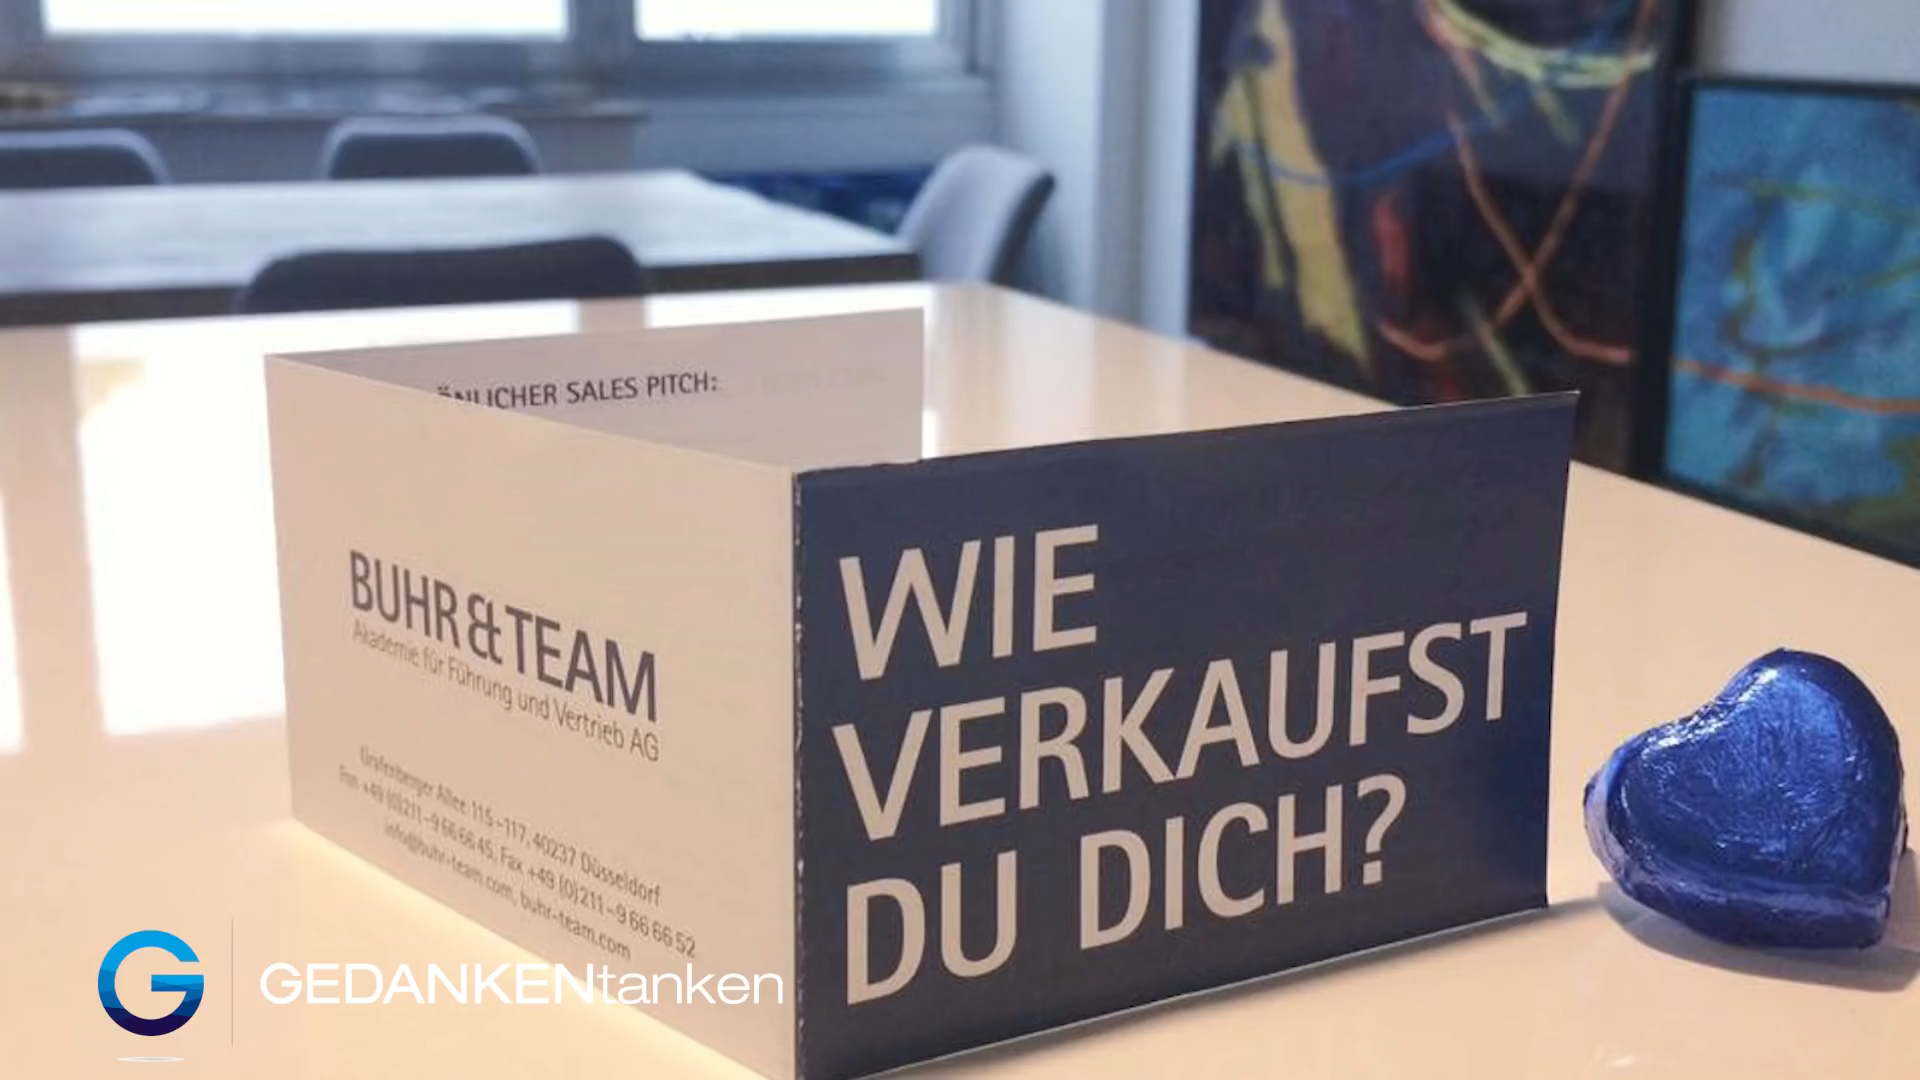 NLICHER SALES PITCH:
BUHR & TEAM
Akademie für Führung und Vertrieb AG
Grafenberger Allee 115–117, 40237 Düsseldorf
Fon +49 (0)211–9 66 66 45, Fax +49 (0)211–9 66 66 52
info@buhr-team.com, buhr-team.com
WIE
VERKAUFST
DU DICH?
G
GEDANKENtanken